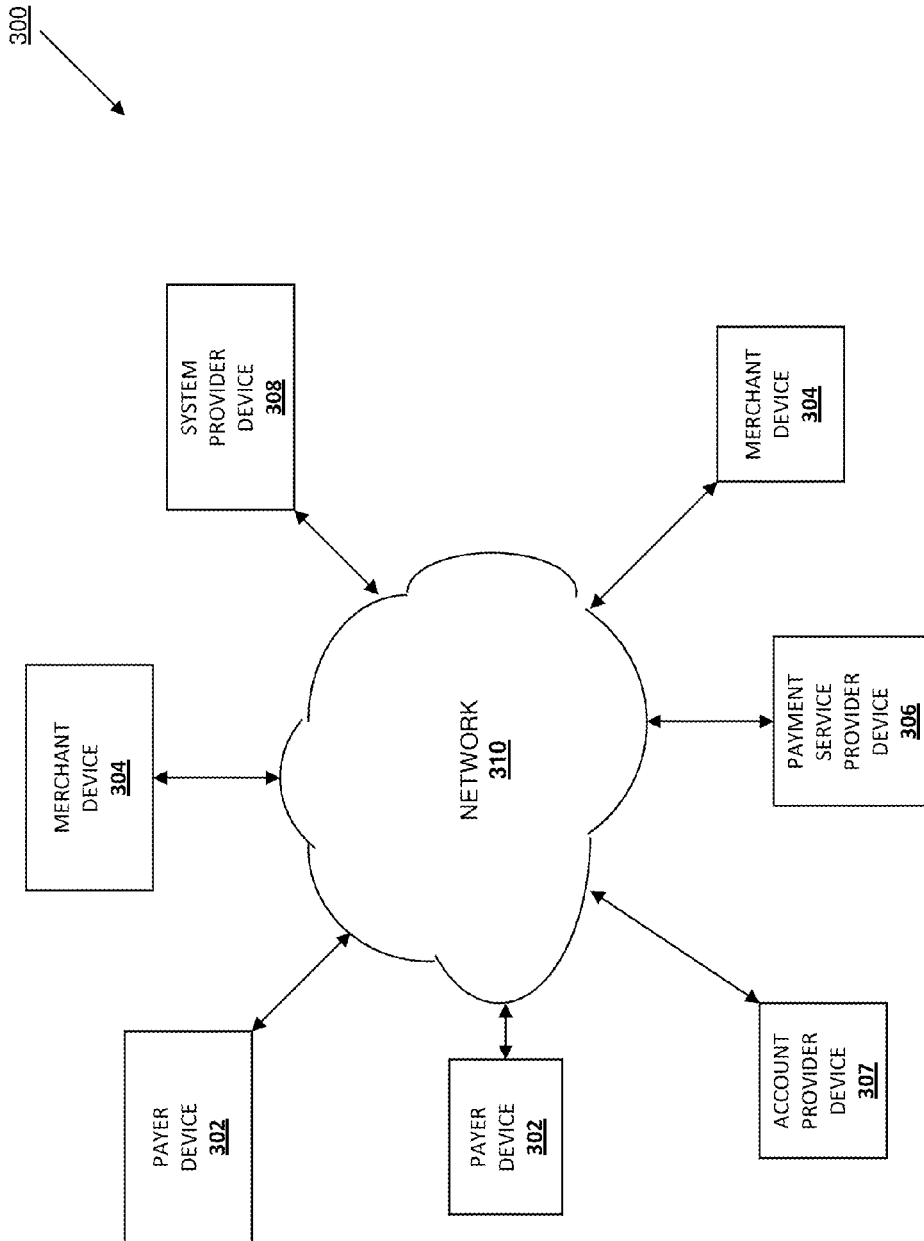 300
PAYER
DEVICE
302
MERCHANT
DEVICE
304
SYSTEM
PROVIDER
DEVICE
308
PAYER
DEVICE
302
NETWORK
310
ACCOUNT
PROVIDER
DEVICE
307
PAYMENT
SERVICE
PROVIDER
DEVICE
306
MERCHANT
DEVICE
304